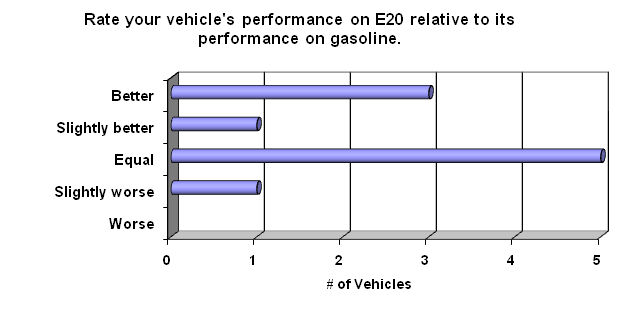 Rate your vehicle's performance on E20 relative to its
performance on gasoline.
Better
Slightly better
Equal
Slightly worse
Worse
0 1 2 3 4 5
# of Vehicles